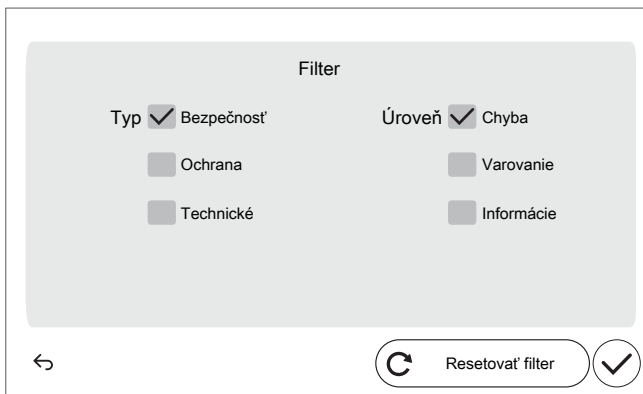 Filter
Typ Bezpečnosť Úroveň Chyba
Ochrana Varovanie
Technické Informácie
Resetovať filter